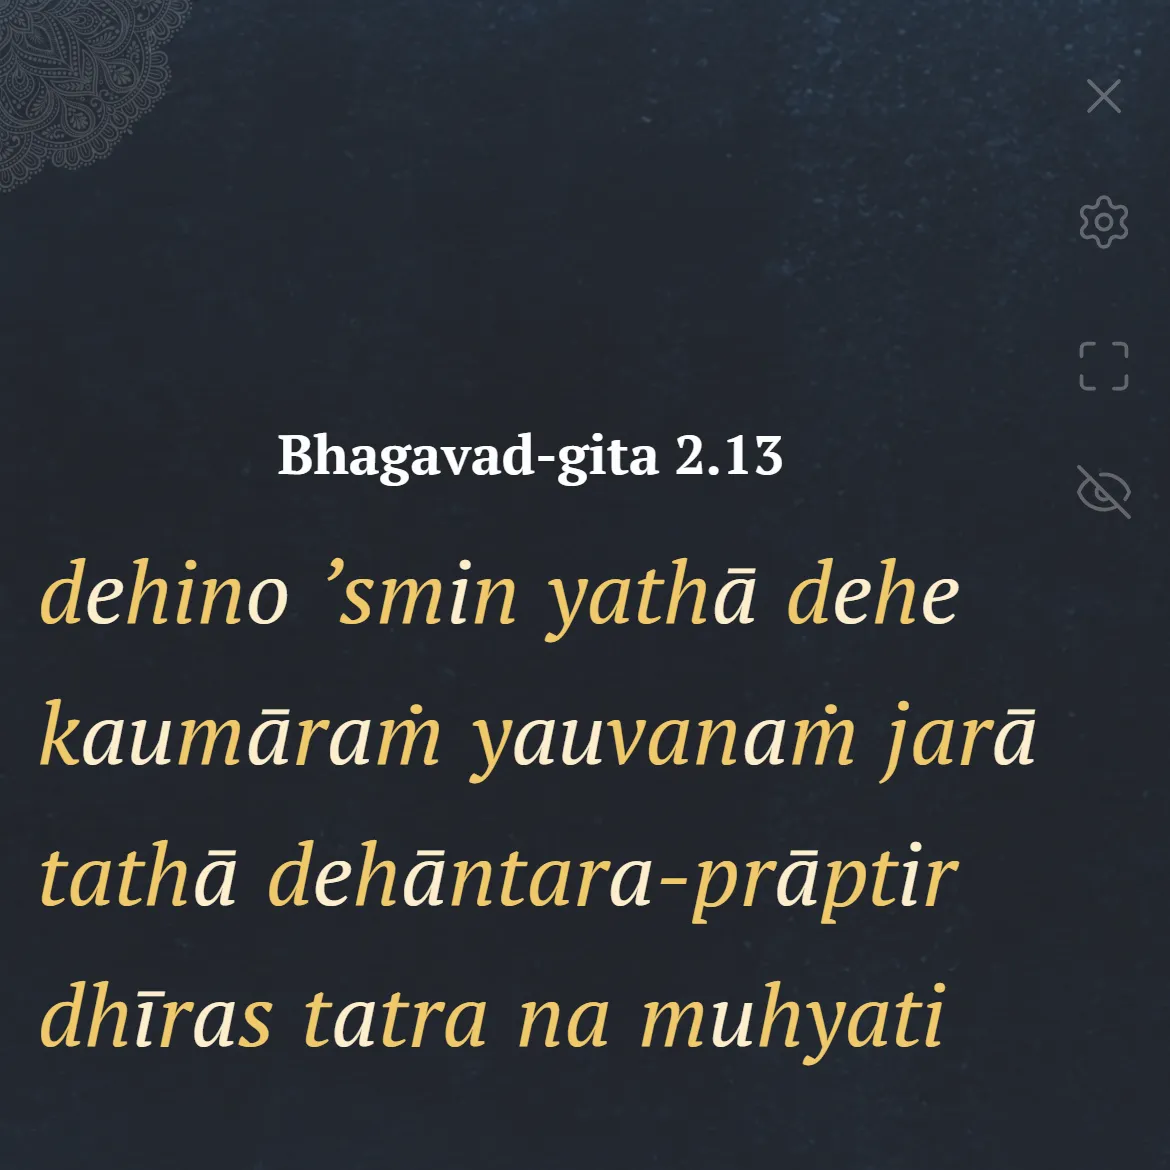 Bhagavad-gita 2.13
dehino ’smin yathā dehe
kaumāraṁ yauvanaṁ jarā
tathā dehāntara-prāptir
dhīras tatra na muhyati